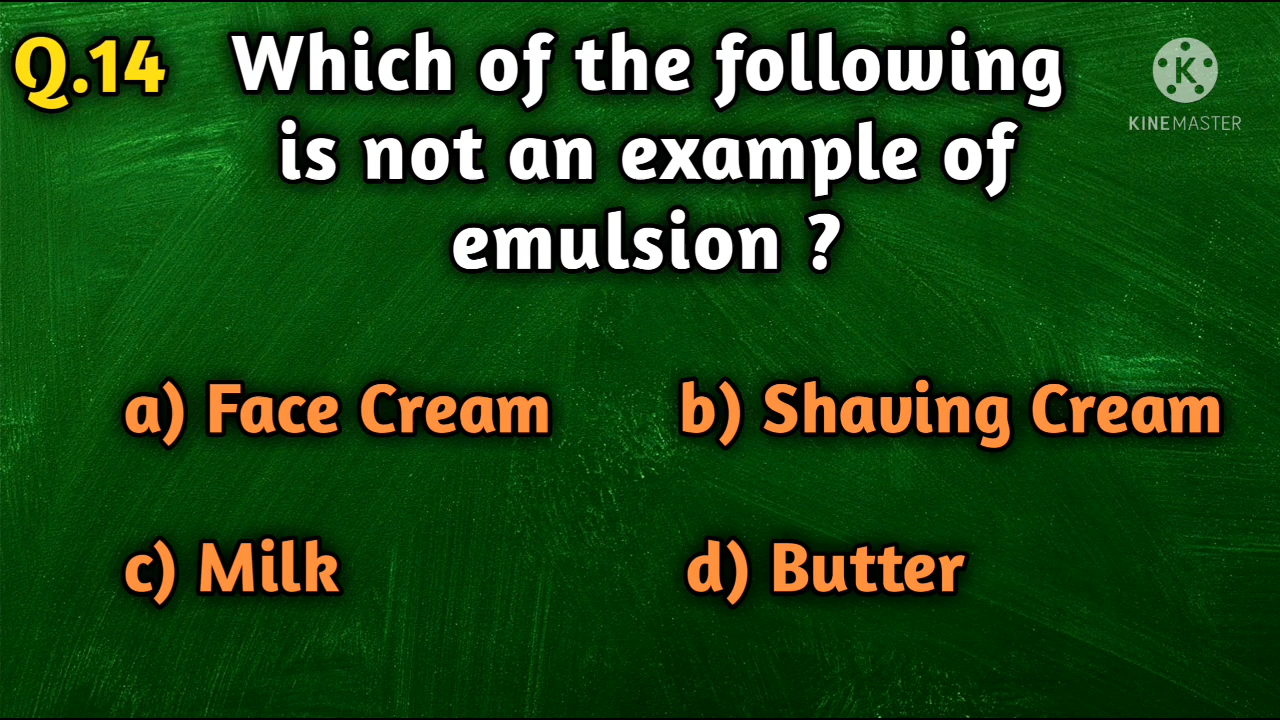 Q.14 Which of the following
is not an example of
emulsion ?
KINEMASTER
a) Face Cream b) Shaving Cream
c) Milk d) Butter